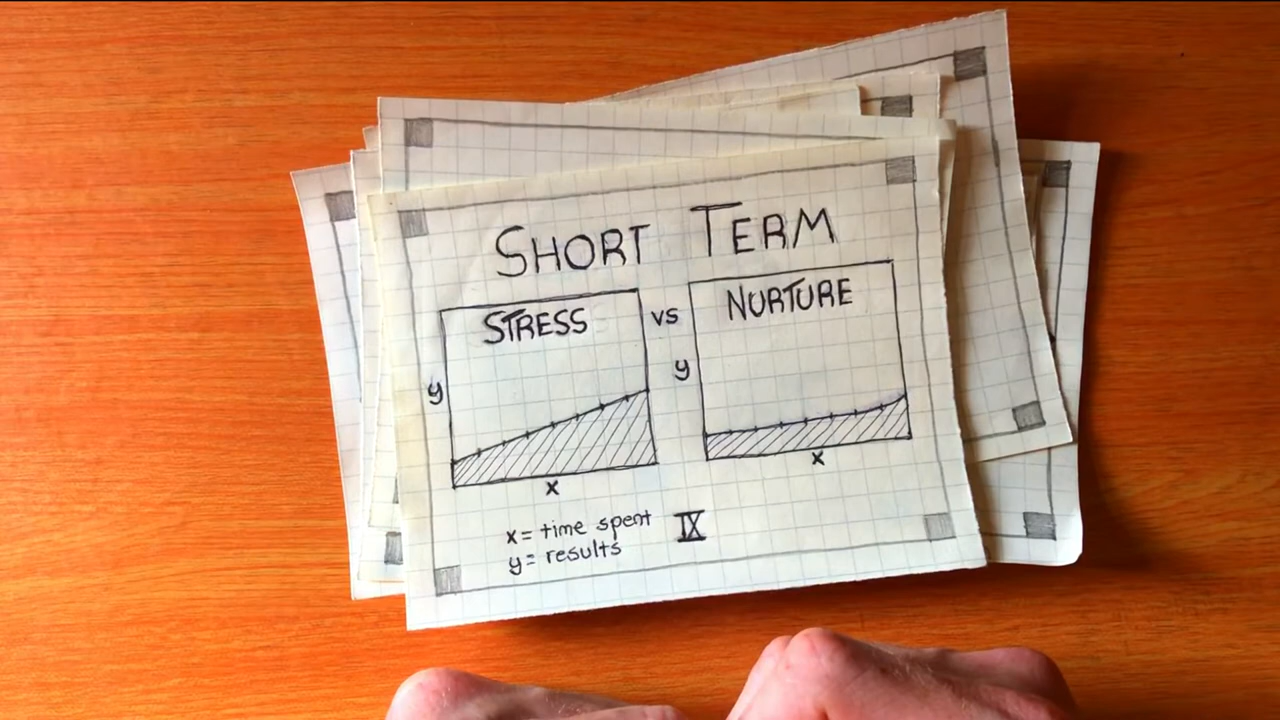 SHORT TERM
STRESS
vs
NURTURE
y
y
x
x
x = time spent
y = results
IX